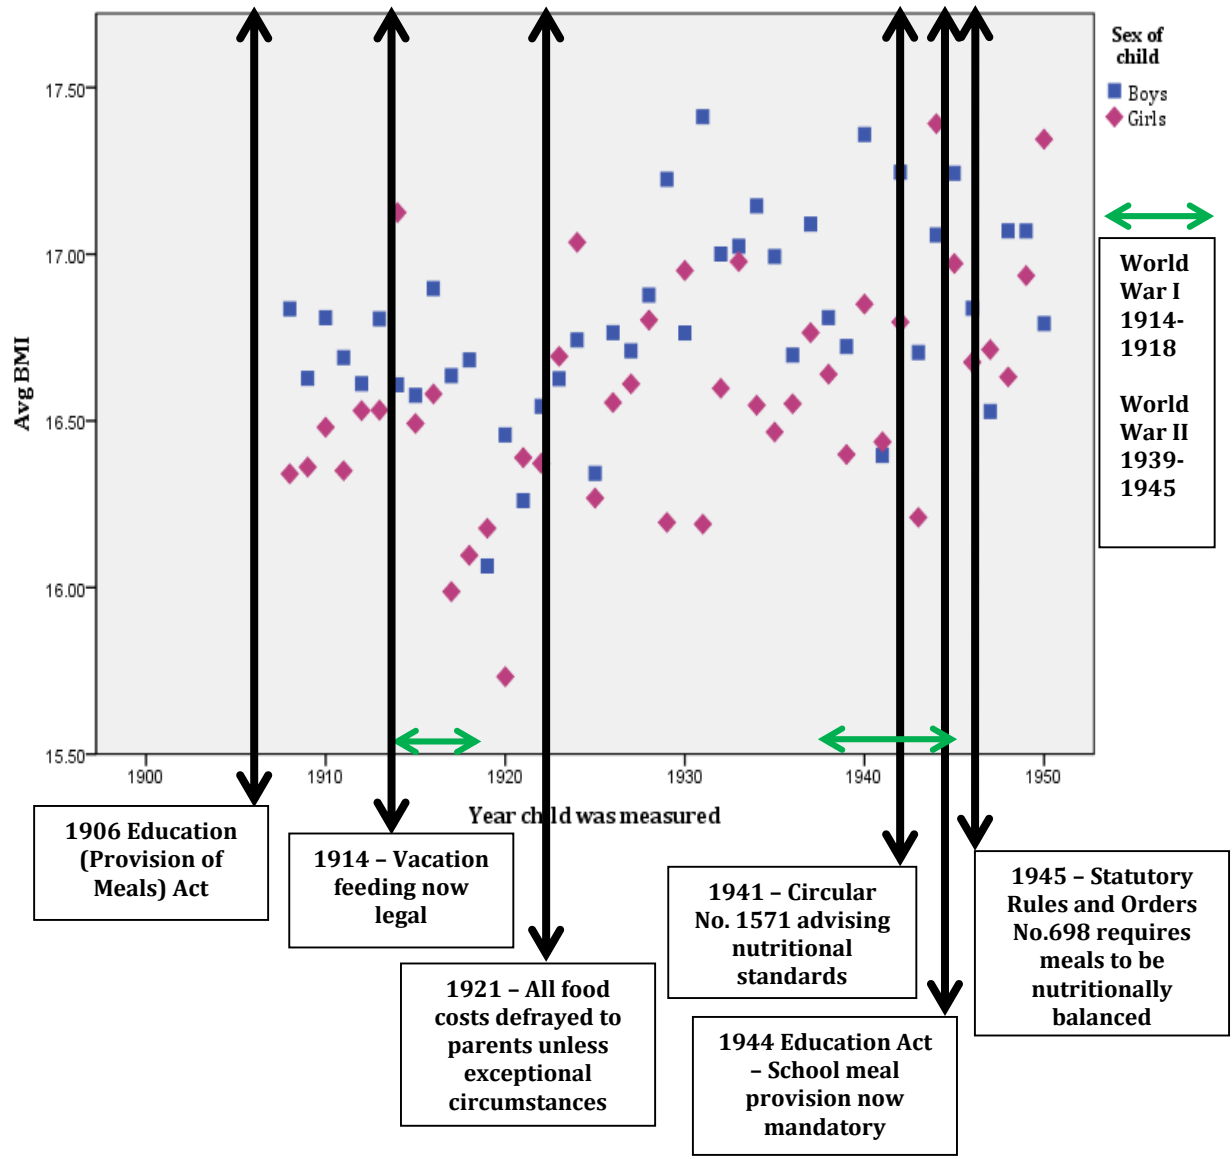 Sex of
child
Boys
Girls
17.50
17.00
16.50
16.00
15.50
Avg BMI
1900
1910
1920
1930
1940
1950
Year child was measured
World
War I
1914-
1918
World
War II
1939-
1945
1906 Education
(Provision of
Meals) Act
1914 – Vacation
feeding now
legal
1921 – All food
costs defrayed to
parents unless
exceptional
circumstances
1941 – Circular
No. 1571 advising
nutritional
standards
1944 Education Act
– School meal
provision now
mandatory
1945 – Statutory
Rules and Orders
No.698 requires
meals to be
nutritionally
balanced